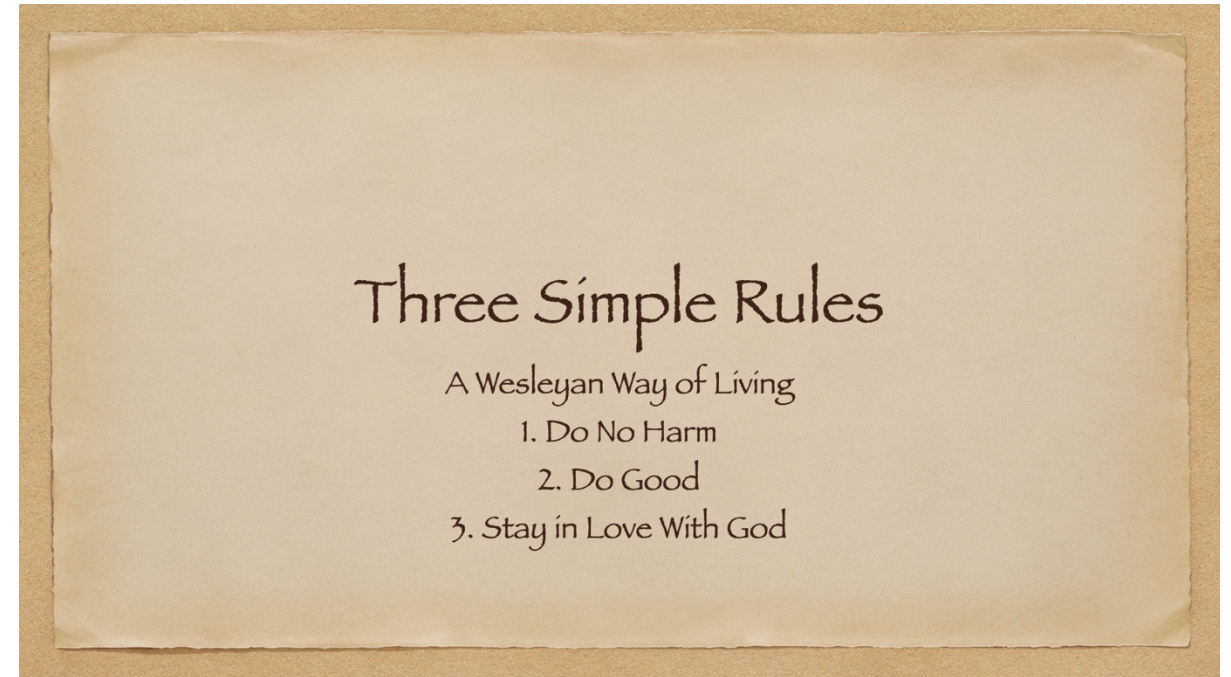 Three Simple Rules
A Wesleyan Way of Living
1. Do No Harm
2. Do Good
3. Stay in Love With God